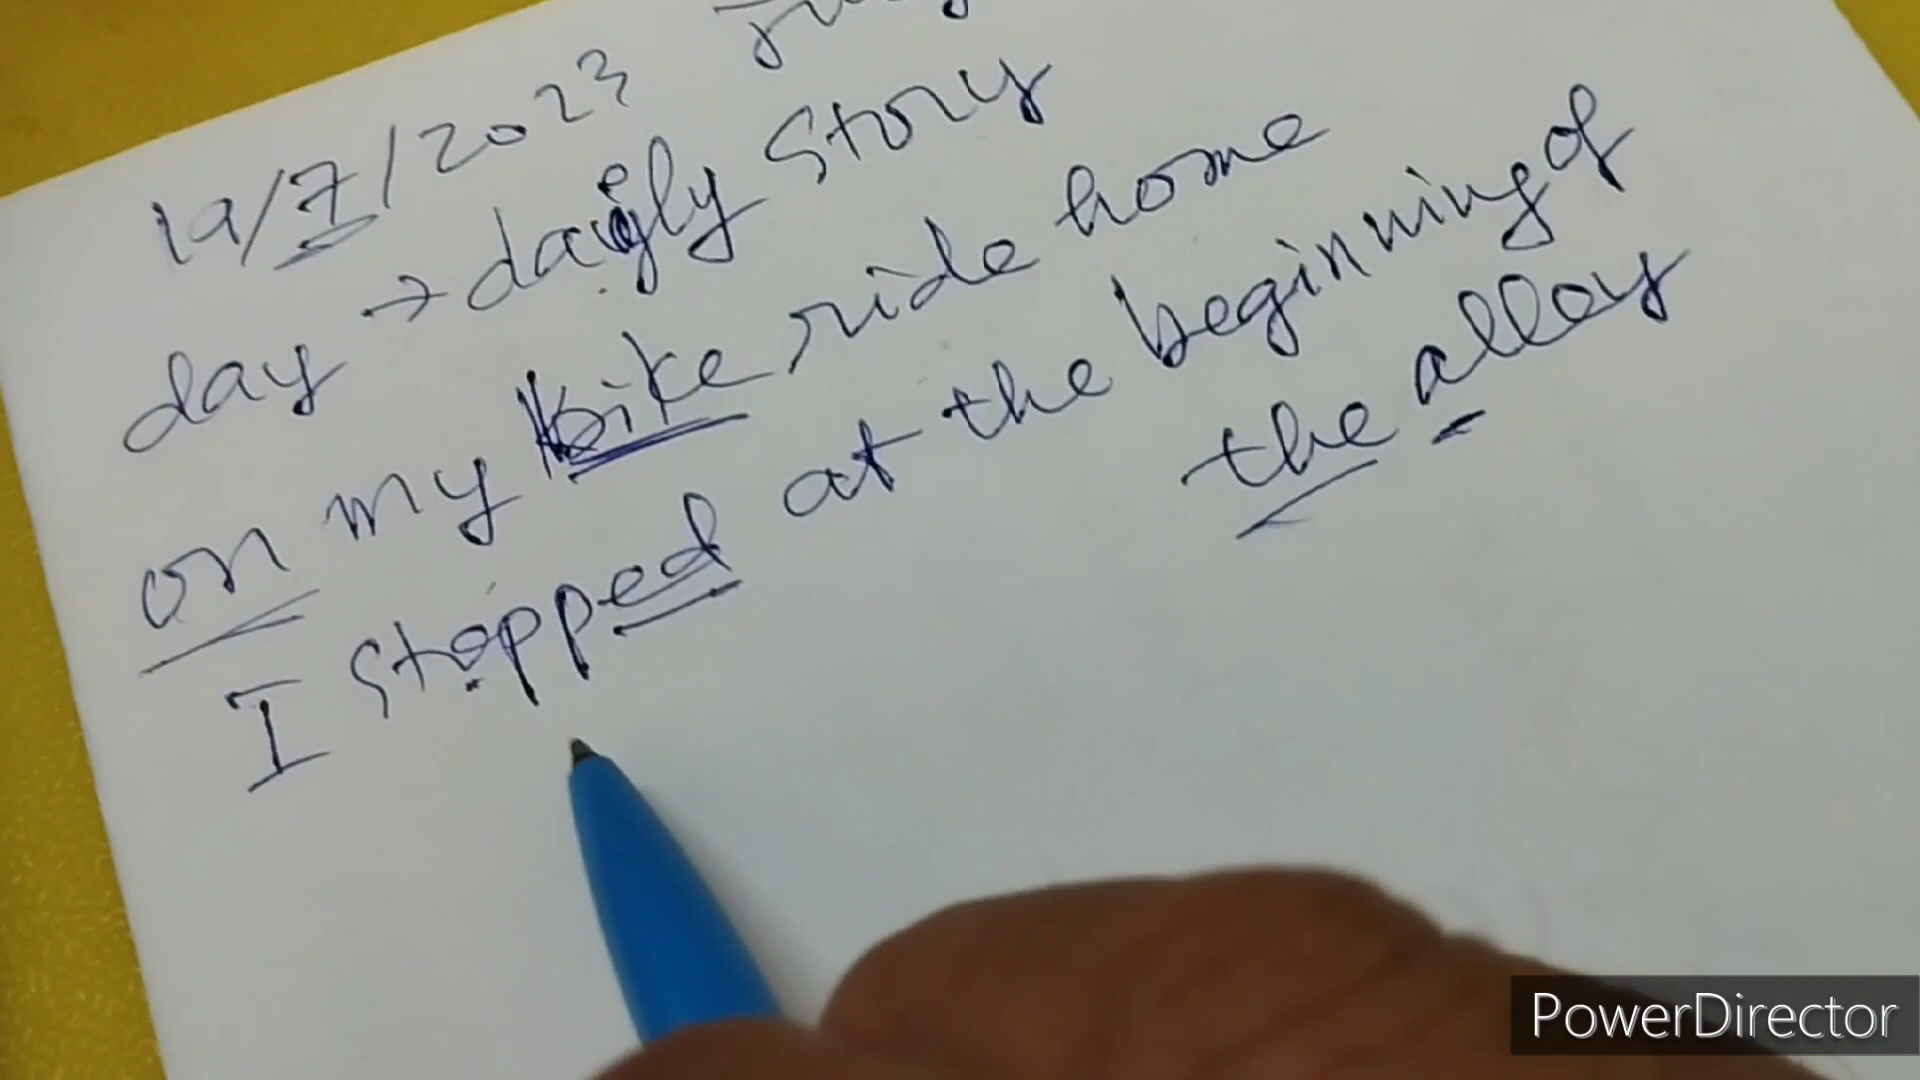 19/7/2023
day → daily story
on my bike ride home
I stopped at the beginning of
the alley
PowerDirector